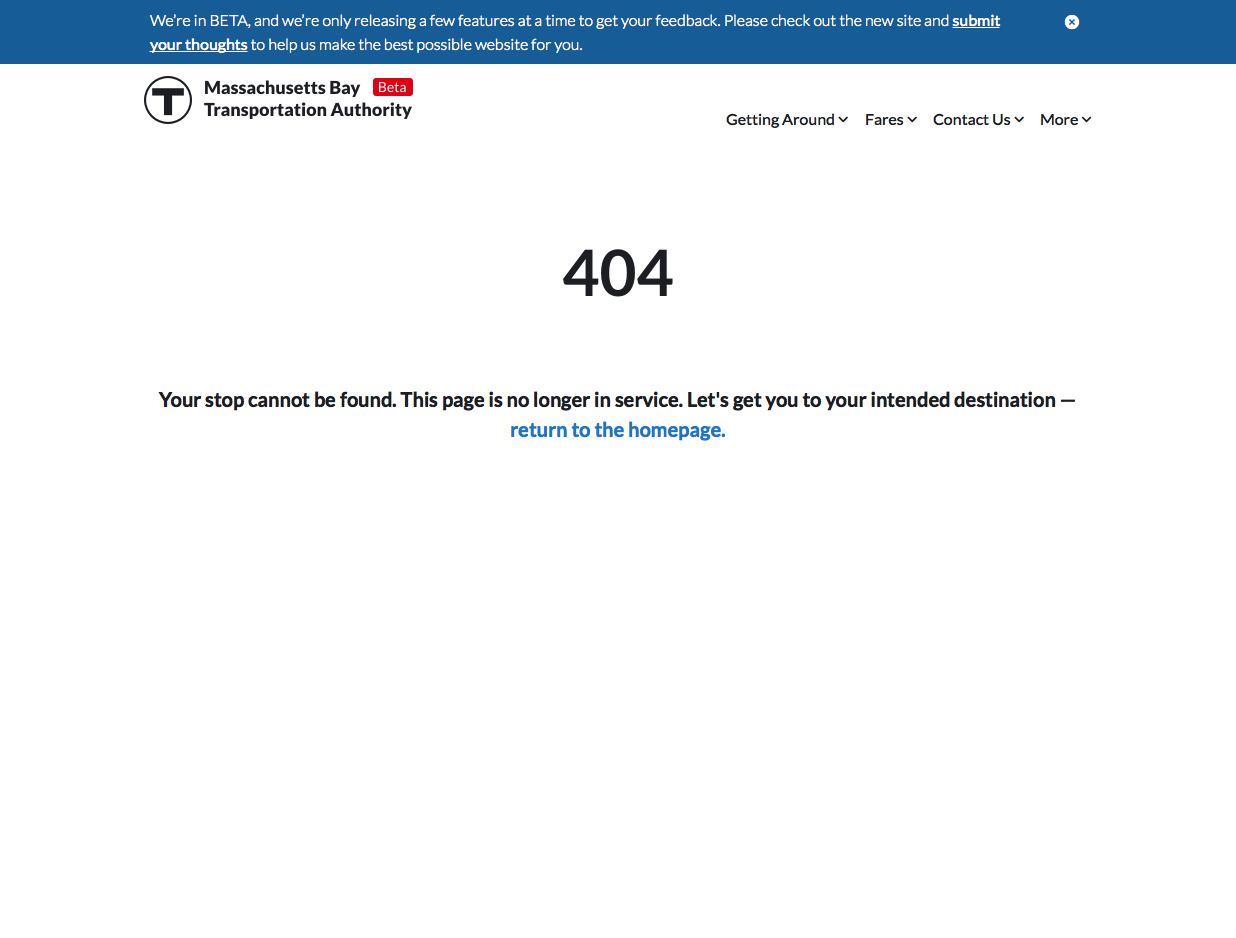 We’re in BETA, and we’re only releasing a few features at a time to get your feedback. Please check out the new site and submit
your thoughts to help us make the best possible website for you.
T
Massachusetts Bay Beta
Transportation Authority
Getting Around Fares Contact Us More
404
Your stop cannot be found. This page is no longer in service. Let's get you to your intended destination —
return to the homepage.